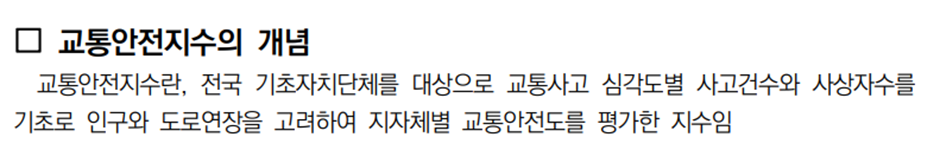 □ 교통안전지수의 개념
교통안전지수란, 전국 기초자치단체를 대상으로 교통사고 심각도별 사고건수와 사상자수를
기초로 인구와 도로연장을 고려하여 지자체별 교통안전도를 평가한 지수임